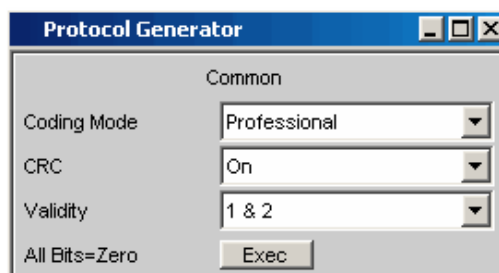 Protocol Generator
Common
Coding Mode Professional
CRC On
Validity 1 & 2
All Bits=Zero Exec